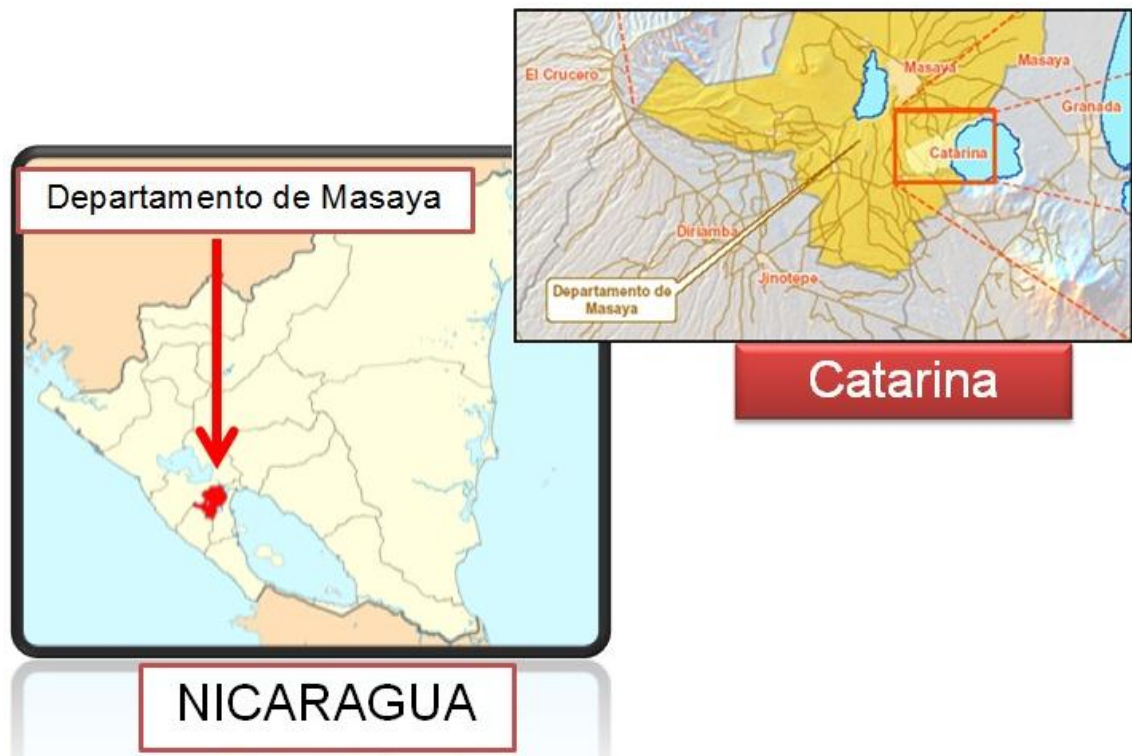 El Crucero
Masaya
Masaya
Granada
Catarina
Departamento de Masaya
Diriamba
Jinotepe
Departamento de
Masaya
Catarina
NICARAGUA